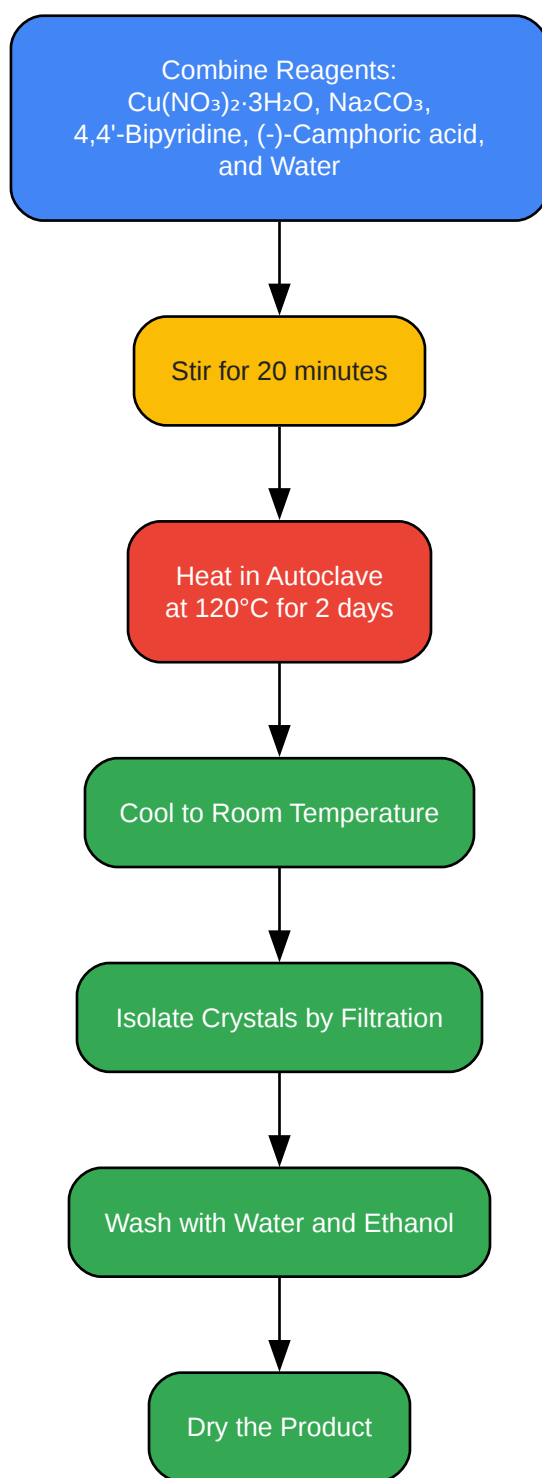 Combine Reagents:
Cu(NO₃)₂·3H₂O, Na₂CO₃,
4,4'-Bipyridine, (-)-Camphoric acid,
and Water
Stir for 20 minutes
Heat in Autoclave
at 120°C for 2 days
Cool to Room Temperature
Isolate Crystals by Filtration
Wash with Water and Ethanol
Dry the Product